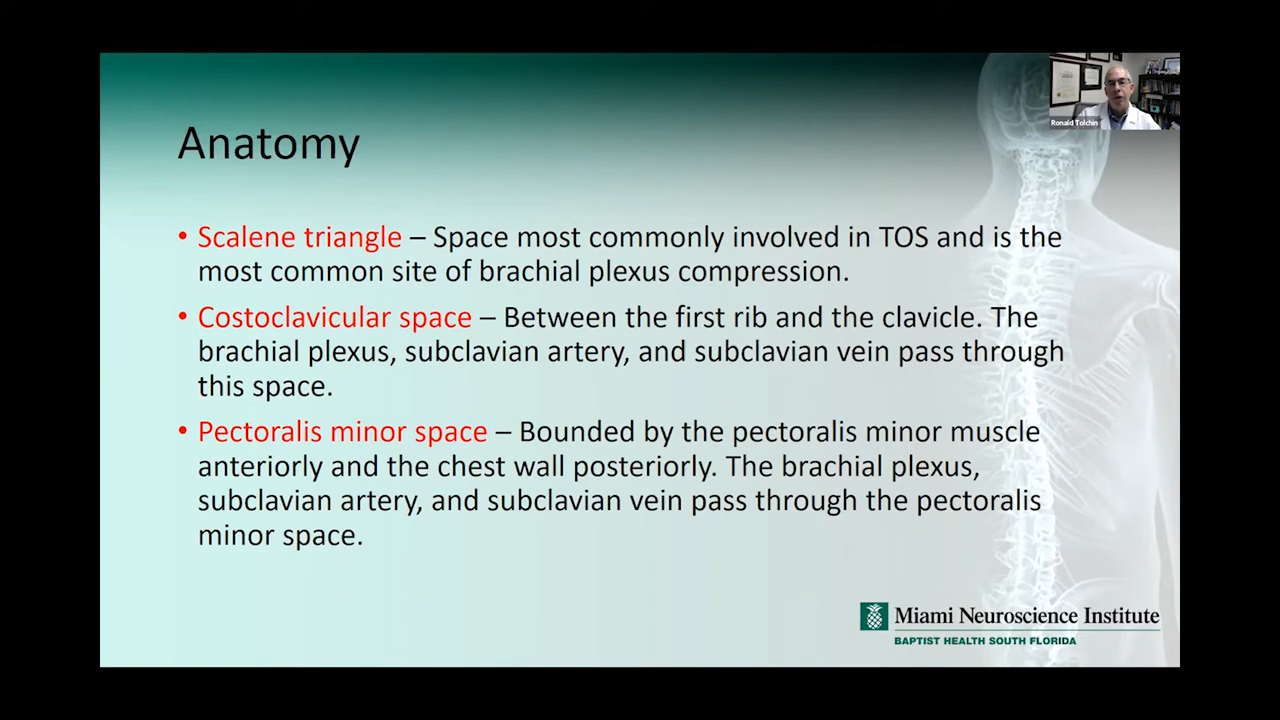 Ronald Tolchin
Anatomy
• Scalene triangle – Space most commonly involved in TOS and is the
most common site of brachial plexus compression.
• Costoclavicular space – Between the first rib and the clavicle. The
brachial plexus, subclavian artery, and subclavian vein pass through
this space.
• Pectoralis minor space – Bounded by the pectoralis minor muscle
anteriorly and the chest wall posteriorly. The brachial plexus,
subclavian artery, and subclavian vein pass through the pectoralis
minor space.
Miami Neuroscience Institute
BAPTIST HEALTH SOUTH FLORIDA